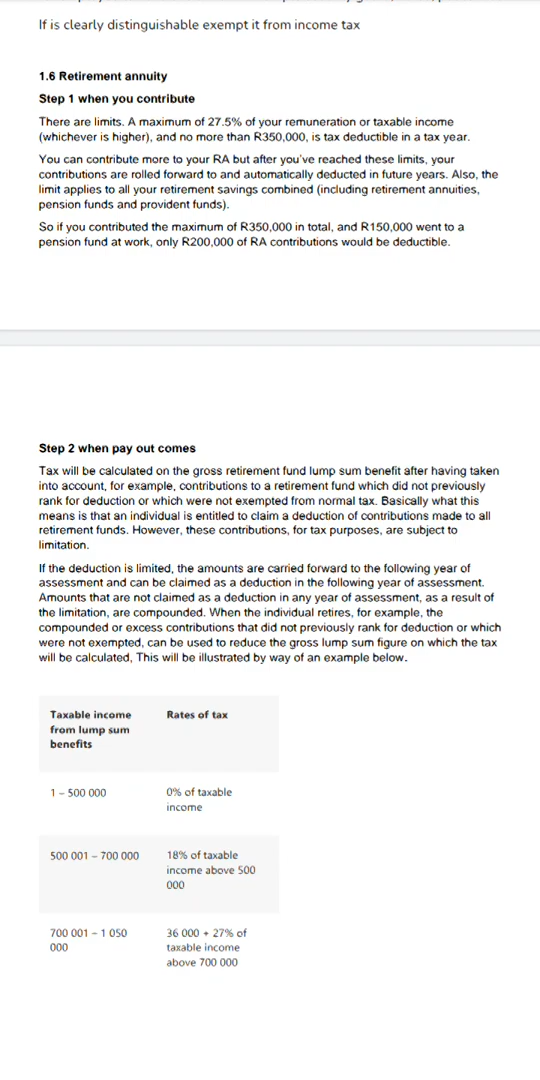 If is clearly distinguishable exempt it from income tax
1.6 Retirement annuity
Step 1 when you contribute
There are limits. A maximum of 27.5% of your remuneration or taxable income
(whichever is higher), and no more than R350,000, is tax deductible in a tax year.
You can contribute more to your RA but after you've reached these limits, your
contributions are rolled forward to and automatically deducted in future years. Also, the
limit applies to all your retirement savings combined (including retirement annuities,
pension funds and provident funds).
So if you contributed the maximum of R350,000 in total, and R150,000 went to a
pension fund at work, only R200,000 of RA contributions would be deductible.
Step 2 when pay out comes
Tax will be calculated on the gross retirement fund lump sum benefit after having taken
into account, for example, contributions to a retirement fund which did not previously
rank for deduction or which were not exempted from normal tax. Basically what this
means is that an individual is entitled to claim a deduction of contributions made to all
retirement funds. However, these contributions, for tax purposes, are subject to
limitation.
If the deduction is limited, the amounts are carried forward to the following year of
assessment and can be claimed as a deduction in the following year of assessment.
Amounts that are not claimed as a deduction in any year of assessment, as a result of
the limitation, are compounded. When the individual retires, for example, the
compounded or excess contributions that did not previously rank for deduction or which
were not exempted, can be used to reduce the gross lump sum figure on which the tax
will be calculated, This will be illustrated by way of an example below.
Taxable income
from lump sum
benefits
Rates of tax
1 – 500 000
0% of taxable
income
500 001 – 700 000
18% of taxable
income above 500
000
700 001 – 1 050
000
36 000 + 27% of
taxable income
above 700 000